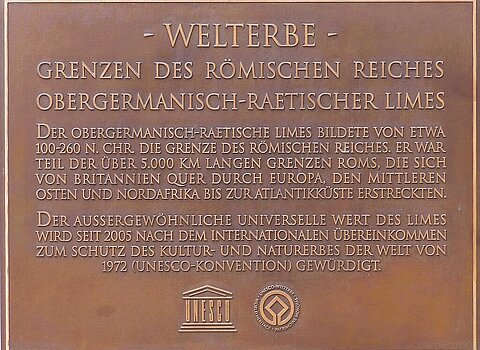 - WELTERBE -
GRENZEN DES RÖMISCHEN REICHES
OBERGERMANISCH-RAETISCHER LIMES
DER OBERGERMANISCH-RAETISCHE LIMES BILDETE VON ETWA
100-260 N. CHR. DIE GRENZE DES RÖMISCHEN REICHES. ER WAR
TEIL DER ÜBER 5.000 KM LANGEN GRENZEN ROMS, DIE SICH
VON BRITANNIEN QUER DURCH EUROPA, DEN MITTLEREN
OSTEN UND NORDAFRIKA BIS ZUR ATLANTIKKÜSTE ERSTRECKTEN.
DER AUSSERGEWÖHNLICHE UNIVERSELLE WERT DES LIMES
WIRD SEIT 2005 NACH DEM INTERNATIONALEN ÜBEREINKOMMEN
ZUM SCHUTZ DES KULTUR- UND NATURERBES DER WELT VON
1972 (UNESCO-KONVENTION) GEWÜRDIGT.
UNESCO